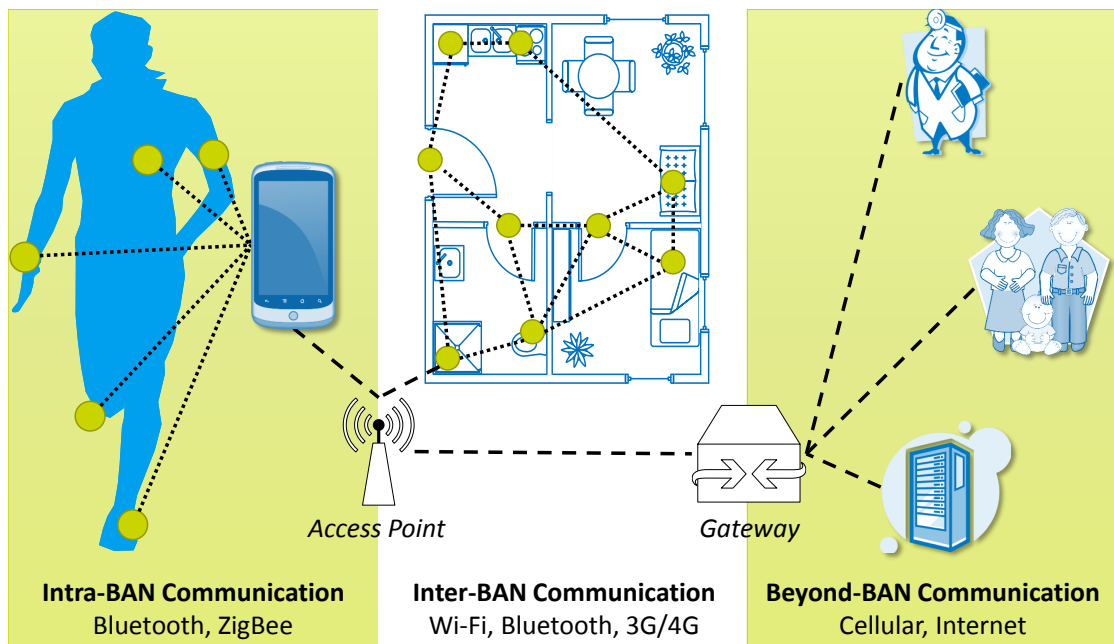 Access Point
Gateway
Intra-BAN Communication
Bluetooth, ZigBee
Inter-BAN Communication
Wi-Fi, Bluetooth, 3G/4G
Beyond-BAN Communication
Cellular, Internet